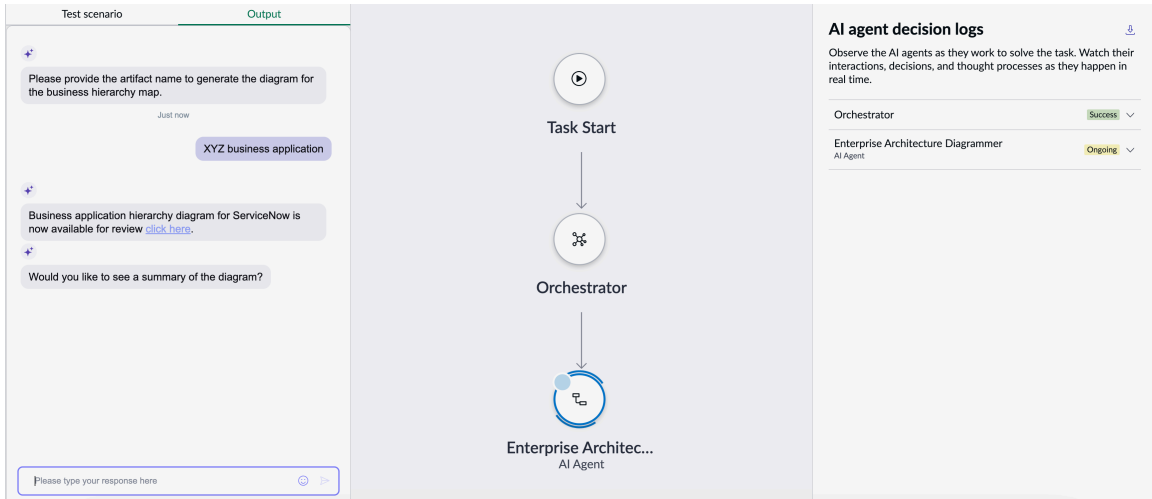 Test scenario
Output
Please provide the artifact name to generate the diagram for
the business hierarchy map.
Just now
XYZ business application
Business application hierarchy diagram for ServiceNow is
now available for review click here.
Would you like to see a summary of the diagram?
Please type your response here
Task Start
Orchestrator
Enterprise Architec...
AI Agent
AI agent decision logs
Observe the AI agents as they work to solve the task. Watch their
interactions, decisions, and thought processes as they happen in
real time.
Orchestrator
Success
Enterprise Architecture Diagrammer
AI Agent
Ongoing